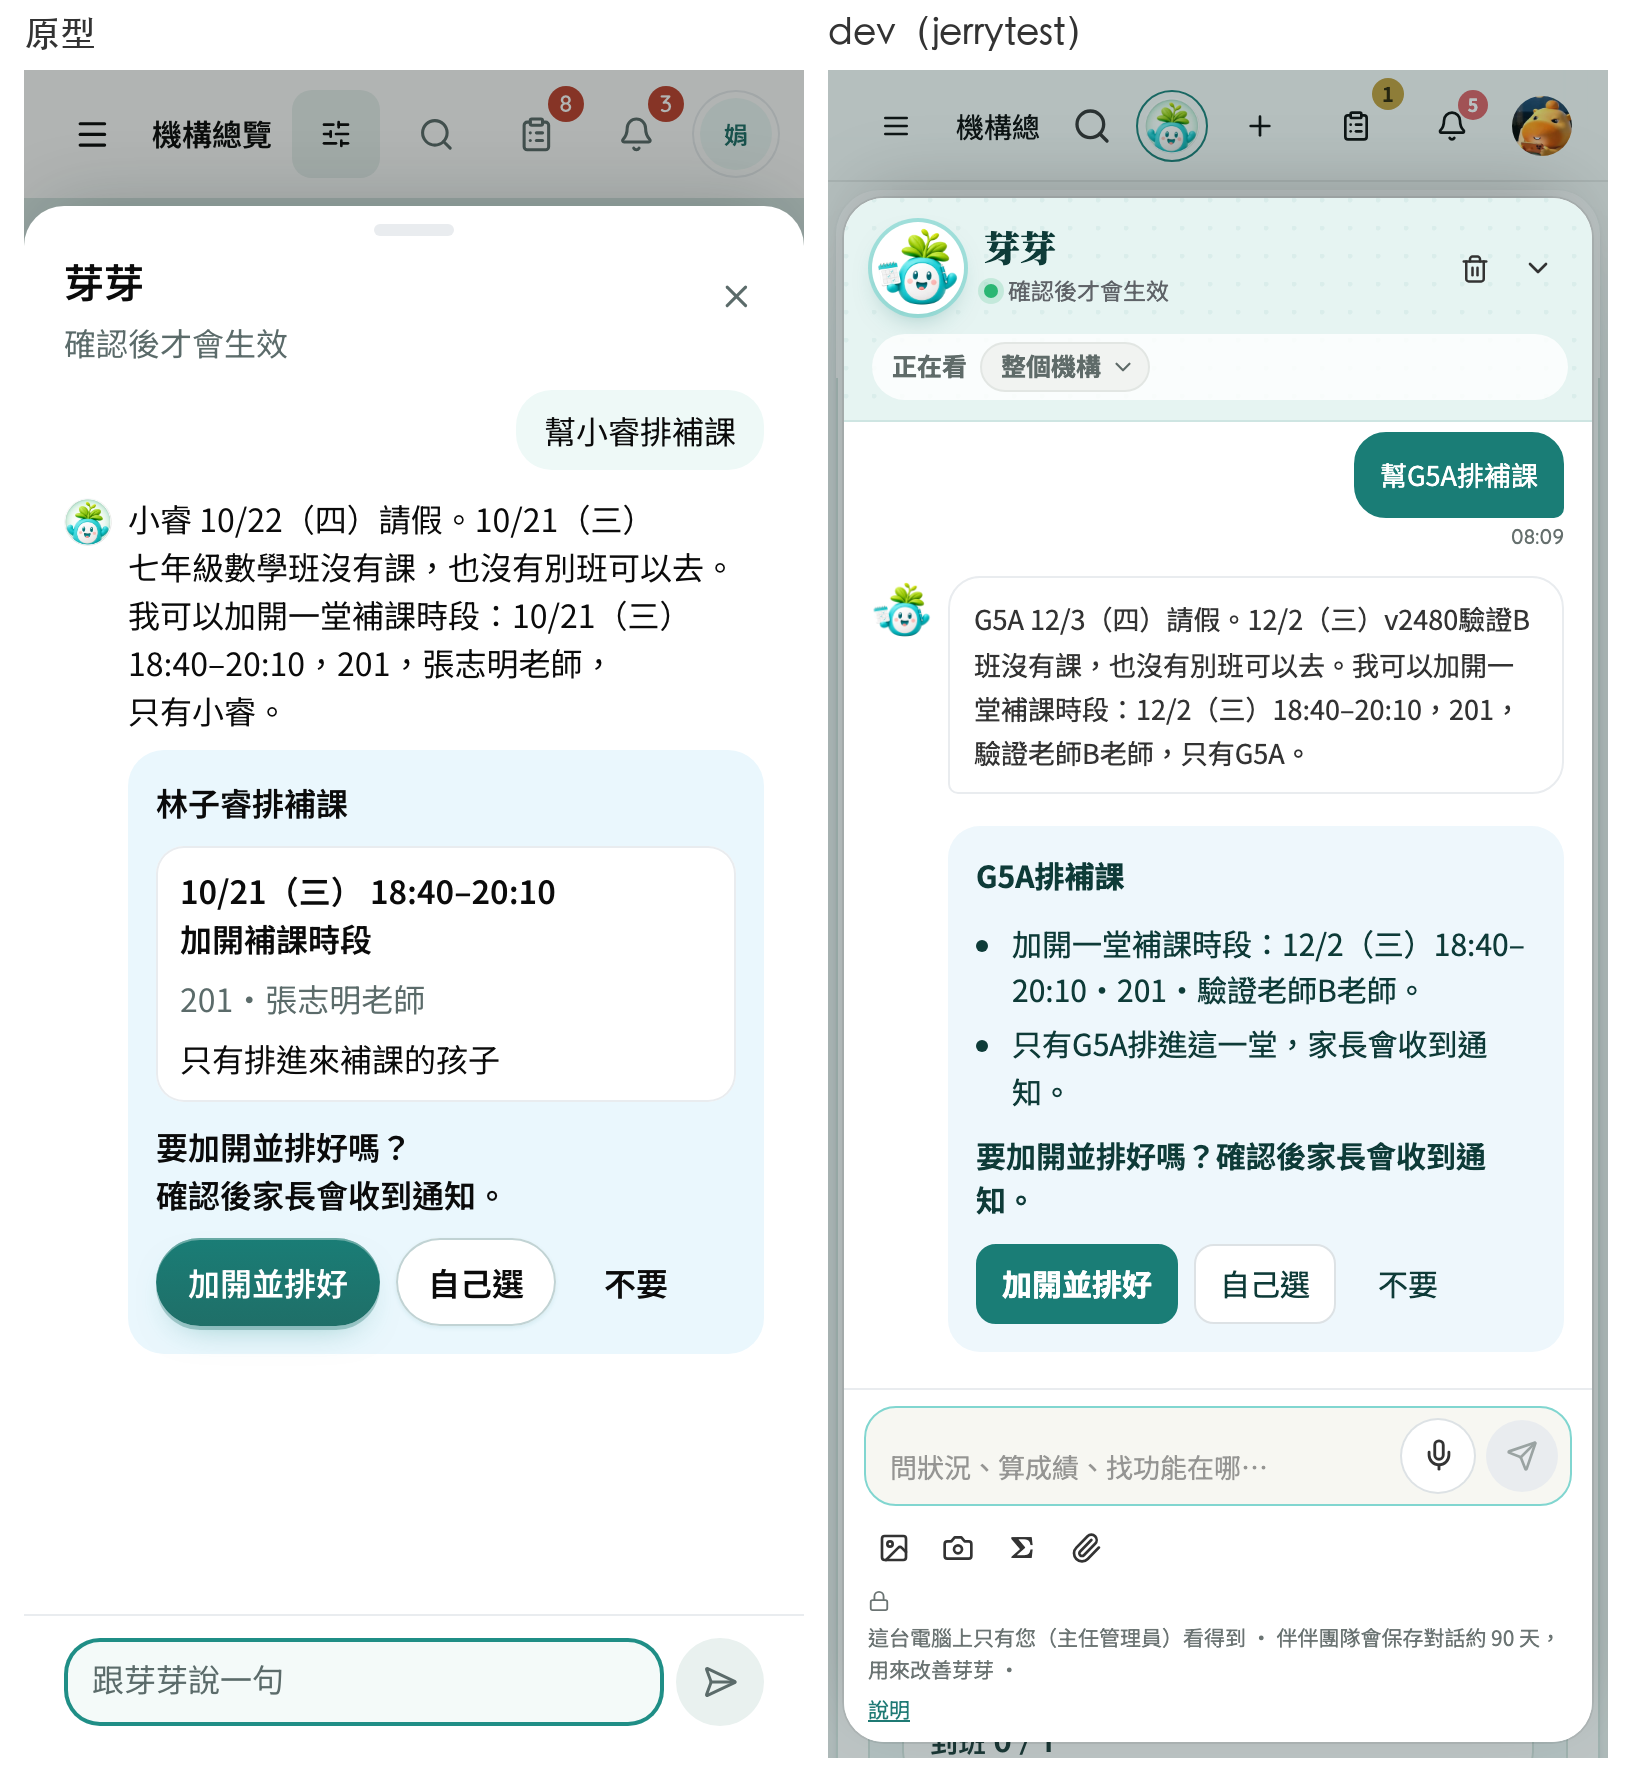 原型
機構總覽
8
3
娟
芽芽
確認後才會生效
幫小睿排補課
小睿 10/22（四）請假。10/21（三）
七年級數學班沒有課，也沒有別班可以去。
我可以加開一堂補課時段：10/21（三）
18:40–20:10，201，張志明老師，
只有小睿。
林子睿排補課
10/21（三） 18:40–20:10
加開補課時段
201・張志明老師
只有排進來補課的孩子
要加開並排好嗎？
確認後家長會收到通知。
加開並排好
自己選
不要
跟芽芽說一句
dev（jerrytest）
機構總
1
5
芽芽
確認後才會生效
正在看
整個機構
幫G5A排補課
08:09
G5A 12/3（四）請假。12/2（三）v2480驗證B
班沒有課，也沒有別班可以去。我可以加開一
堂補課時段：12/2（三）18:40–20:10，201，
驗證老師B老師，只有G5A。
G5A排補課
加開一堂補課時段：12/2（三）18:40–
20:10・201・驗證老師B老師。
只有G5A排進這一堂，家長會收到通
知。
要加開並排好嗎？確認後家長會收到通
知。
加開並排好
自己選
不要
問狀況、算成績、找功能在哪…
這台電腦上只有您（主任管理員）看得到 ・ 伴伴團隊會保存對話約 90 天，
用來改善芽芽 ・
說明
到班 0 / 1